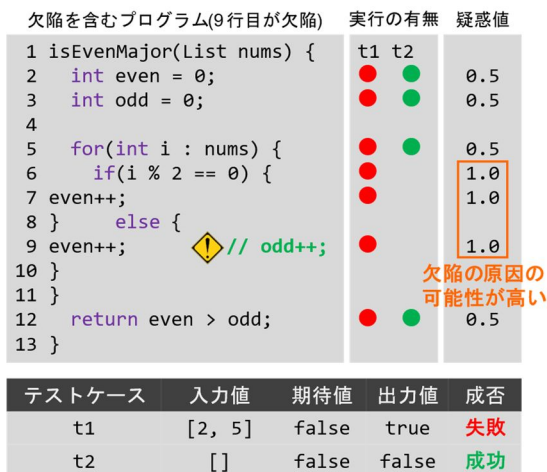 欠陥を含むプログラム(9行目が欠陥) 実行の有無 疑惑値
1 isEvenMajor(List nums) { t1 t2
2 int even = 0; 0.5
3 int odd = 0; 0.5
4
5 for(int i : nums) { 0.5
6 if(i % 2 == 0) { 1.0
7 even++; 1.0
8 } else {
9 even++; // odd++; 1.0
10 }
11 }
12 return even > odd; 0.5
13 }
欠陥の原因の
可能性が高い
テストケース 入力値 期待値 出力値 成否
t1 [2, 5] false true 失敗
t2 [] false false 成功